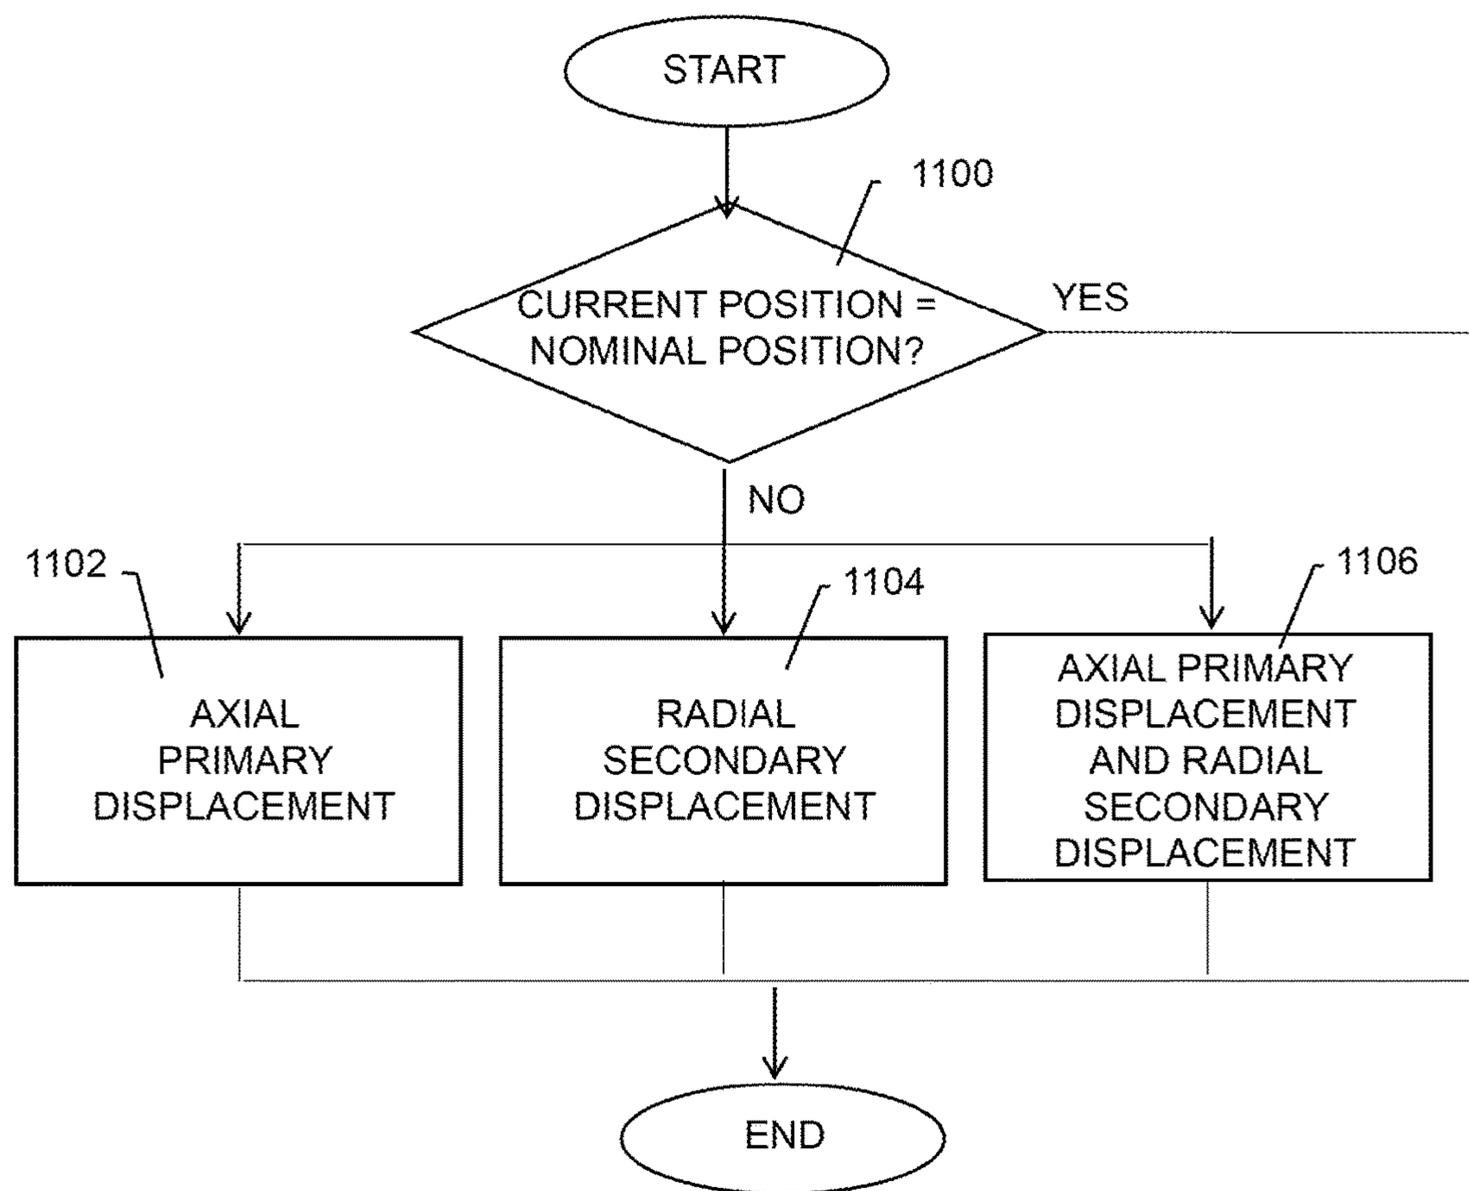 START
1100
CURRENT POSITION =
NOMINAL POSITION?
YES
NO
1102
1104
1106
AXIAL
PRIMARY
DISPLACEMENT
RADIAL
SECONDARY
DISPLACEMENT
AXIAL PRIMARY
DISPLACEMENT
AND RADIAL
SECONDARY
DISPLACEMENT
END